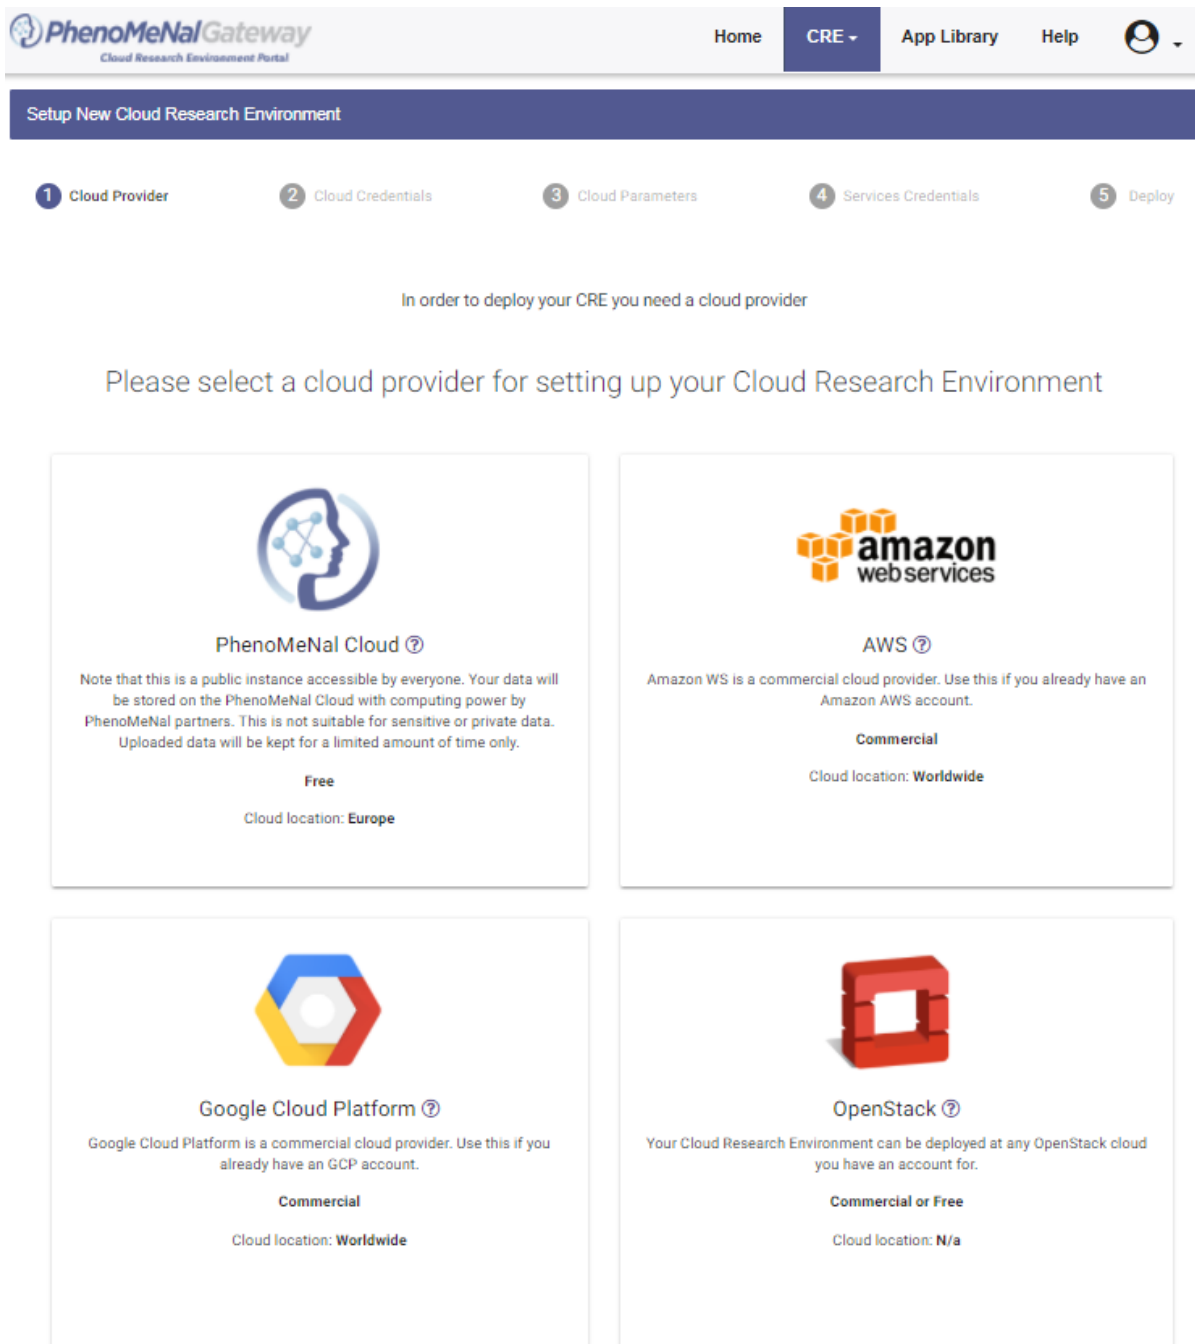 PhenoMeNal Gateway
Cloud Research Environment Portal
Home CRE App Library Help
Setup New Cloud Research Environment
1 Cloud Provider 2 Cloud Credentials 3 Cloud Parameters 4 Services Credentials 5 Deploy
In order to deploy your CRE you need a cloud provider
Please select a cloud provider for setting up your Cloud Research Environment
PhenoMeNal Cloud ?
Note that this is a public instance accessible by everyone. Your data will
be stored on the PhenoMeNal Cloud with computing power by
PhenoMeNal partners. This is not suitable for sensitive or private data.
Uploaded data will be kept for a limited amount of time only.
Free
Cloud location: Europe
amazon
web services
AWS ?
Amazon WS is a commercial cloud provider. Use this if you already have an
Amazon AWS account.
Commercial
Cloud location: Worldwide
Google Cloud Platform ?
Google Cloud Platform is a commercial cloud provider. Use this if you
already have an GCP account.
Commercial
Cloud location: Worldwide
OpenStack ?
Your Cloud Research Environment can be deployed at any OpenStack cloud
you have an account for.
Commercial or Free
Cloud location: N/a